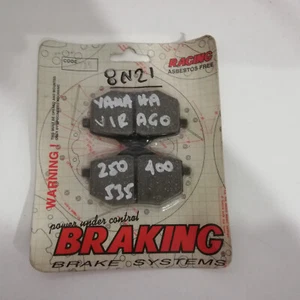 RACING
ASBESTOS FREE
CODE
8N21
YAMAHA
VIRAGO
250 400
535
WARNING!
power under control
BRAKING
BRAKE SYSTEMS